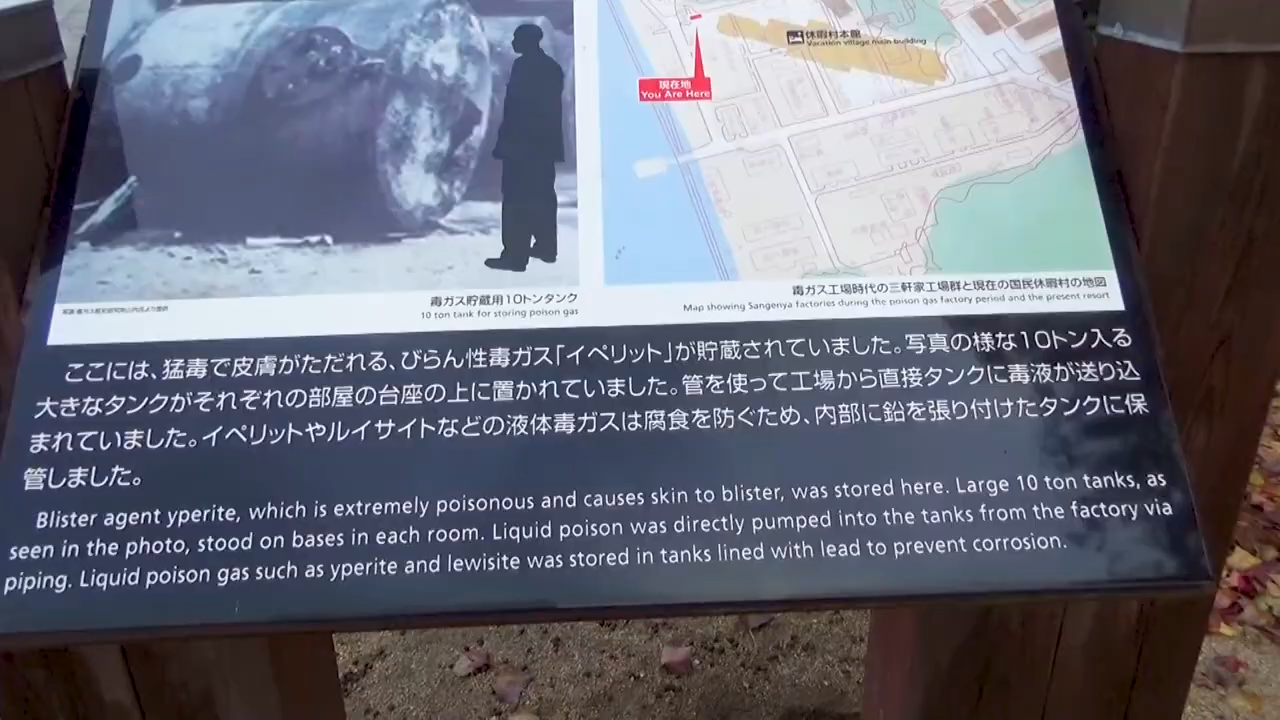 休暇村本館
Vacation village main building
現在地
You Are Here
毒ガス貯蔵用10トンタンク
10 ton tank for storing poison gas
毒ガス工場時代の三軒家工場群と現在の国民休暇村の地図
Map showing Sangenya factories during the poison gas factory period and the present resort
ここには、猛毒で皮膚がただれる、びらん性毒ガス「イペリット」が貯蔵されていました。写真の様な10トン入る
大きなタンクがそれぞれの部屋の台座の上に置かれていました。管を使って工場から直接タンクに毒液が送り込
まれていました。イペリットやルイサイトなどの液体毒ガスは腐食を防ぐため、内部に鉛を張り付けたタンクに保
管しました。
Blister agent yperite, which is extremely poisonous and causes skin to blister, was stored here. Large 10 ton tanks, as
seen in the photo, stood on bases in each room. Liquid poison was directly pumped into the tanks from the factory via
piping. Liquid poison gas such as yperite and lewisite was stored in tanks lined with lead to prevent corrosion.